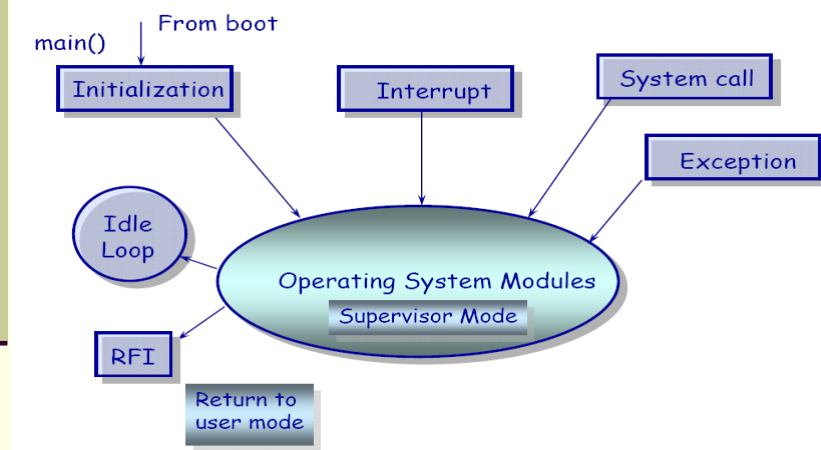 From boot
main()
Initialization
Interrupt
System call
Exception
Idle
Loop
Operating System Modules
Supervisor Mode
RFI
Return to
user mode